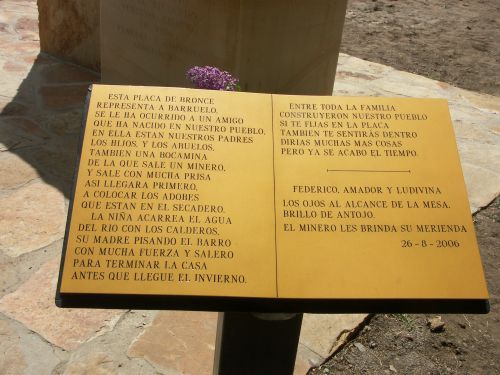 ESTA PLACA DE BRONCE
REPRESENTA A BARRUELO,
SE LE HA OCURRIDO A UN AMIGO
QUE HA NACIDO EN NUESTRO PUEBLO,
EN ELLA ESTAN NUESTROS PADRES
LOS HIJOS, Y LOS ABUELOS.
TAMBIEN UNA BOCAMINA
DE LA QUE SALE UN MINERO,
Y SALE CON MUCHA PRISA
ASI LLEGARA PRIMERO,
A COLOCAR LOS ADOBES
QUE ESTAN EN EL SECADERO,
LA NIÑA ACARREA EL AGUA
DEL RIO CON LOS CALDEROS,
SU MADRE PISANDO EL BARRO
CON MUCHA FUERZA Y SALERO
PARA TERMINAR LA CASA
ANTES QUE LLEGUE EL INVIERNO.
ENTRE TODA LA FAMILIA
CONSTRUYERON NUESTRO PUEBLO
SI TE FIJAS EN LA PLACA
TAMBIEN TE SENTIRÁS DENTRO
DIRIAS MUCHAS MAS COSAS
PERO YA SE ACABO EL TIEMPO.
FEDERICO, AMADOR Y LUDIVINA
LOS OJOS AL ALCANCE DE LA MESA,
BRILLO DE ANTOJO.
EL MINERO LES BRINDA SU MERIENDA
26-8-2006